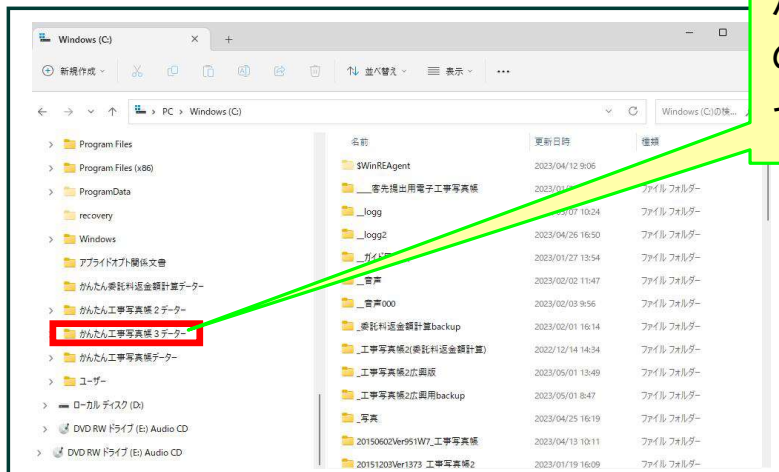 Windows (C:)
新規作成
並べ替え
表示
PC > Windows (C:)
Windows (C:)の検...
Program Files
Program Files (x86)
ProgramData
recovery
Windows
アプライドオプト関係文書
かんたん委託料返金額計算データー
かんたん工事写真帳２データー
かんたん工事写真帳３データー
かんたん工事写真帳データー
ユーザー
ローカル ディスク (D:)
DVD RW ドライブ (E:) Audio CD
DVD RW ドライブ (E:) Audio CD
名前 更新日時 種類
$WinREAgent 2023/04/12 9:06
___客先提出用電子工事写真帳 ファイル フォルダー
__logg 10:24 ファイル フォルダー
__logg2 2023/04/26 16:50 ファイル フォルダー
2023/01/27 13:54 ファイル フォルダー
__音声 2023/02/02 11:47 ファイル フォルダー
__音声000 2023/02/03 9:56 ファイル フォルダー
_委託料返金額計算backup 2023/02/01 16:14 ファイル フォルダー
_工事写真帳2(委託料返金額計算) 2022/12/14 14:34 ファイル フォルダー
_工事写真帳2広興版 2023/05/01 13:49 ファイル フォルダー
_工事写真帳2広興用backup 2023/05/01 8:47 ファイル フォルダー
_写真 2023/04/25 16:19 ファイル フォルダー
20150602Ver951W7_工事写真帳 2023/04/13 10:11 ファイル フォルダー
20151203Ver1373_工事写真帳2 2023/01/19 16:09 ファイル フォルダー